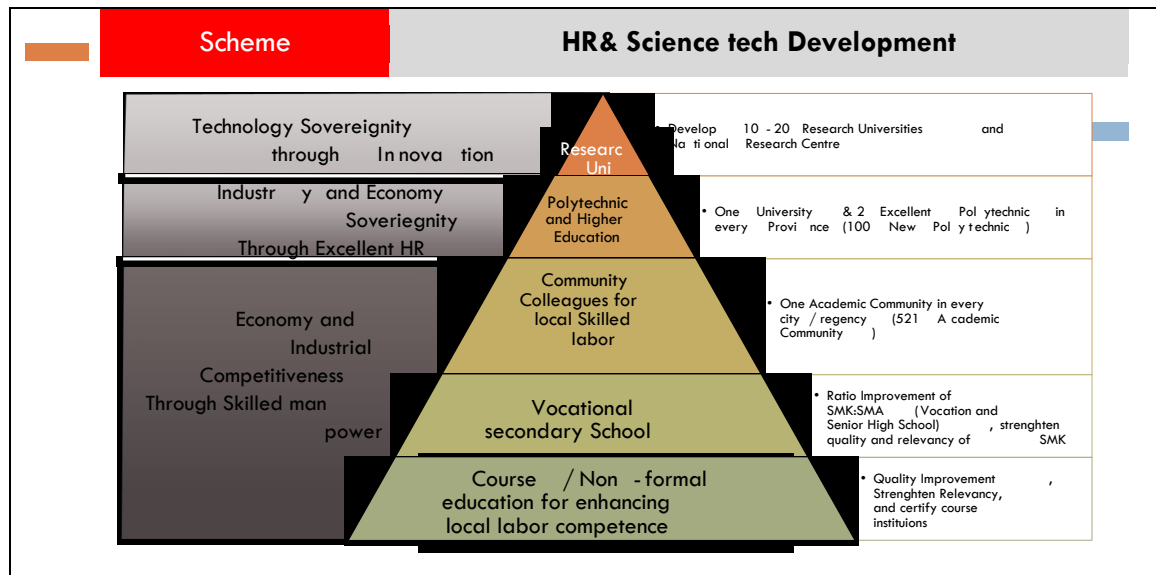 Scheme
HR& Science tech Development
Technology Sovereignity
through Innovation
Industry and Economy
Soveriegnity
Through Excellent HR
Economy and
Industrial
Competitiveness
Through Skilled man
power
Researc
Uni
Polytechnic
and Higher
Education
Community
Colleagues for
local Skilled
labor
Vocational
secondary School
Course / Non - formal
education for enhancing
local labor competence
• Develop 10 - 20 Research Universities and
National Research Centre
• One University & 2 Excellent Polytechnic in
every Province (100 New Polytechnic )
• One Academic Community in every
city / regency (521 Academic
Community )
• Ratio Improvement of
SMK:SMA (Vocation and
Senior High School) , strenghten
quality and relevancy of SMK
• Quality Improvement ,
Strenghten Relevancy,
and certify course
instituions